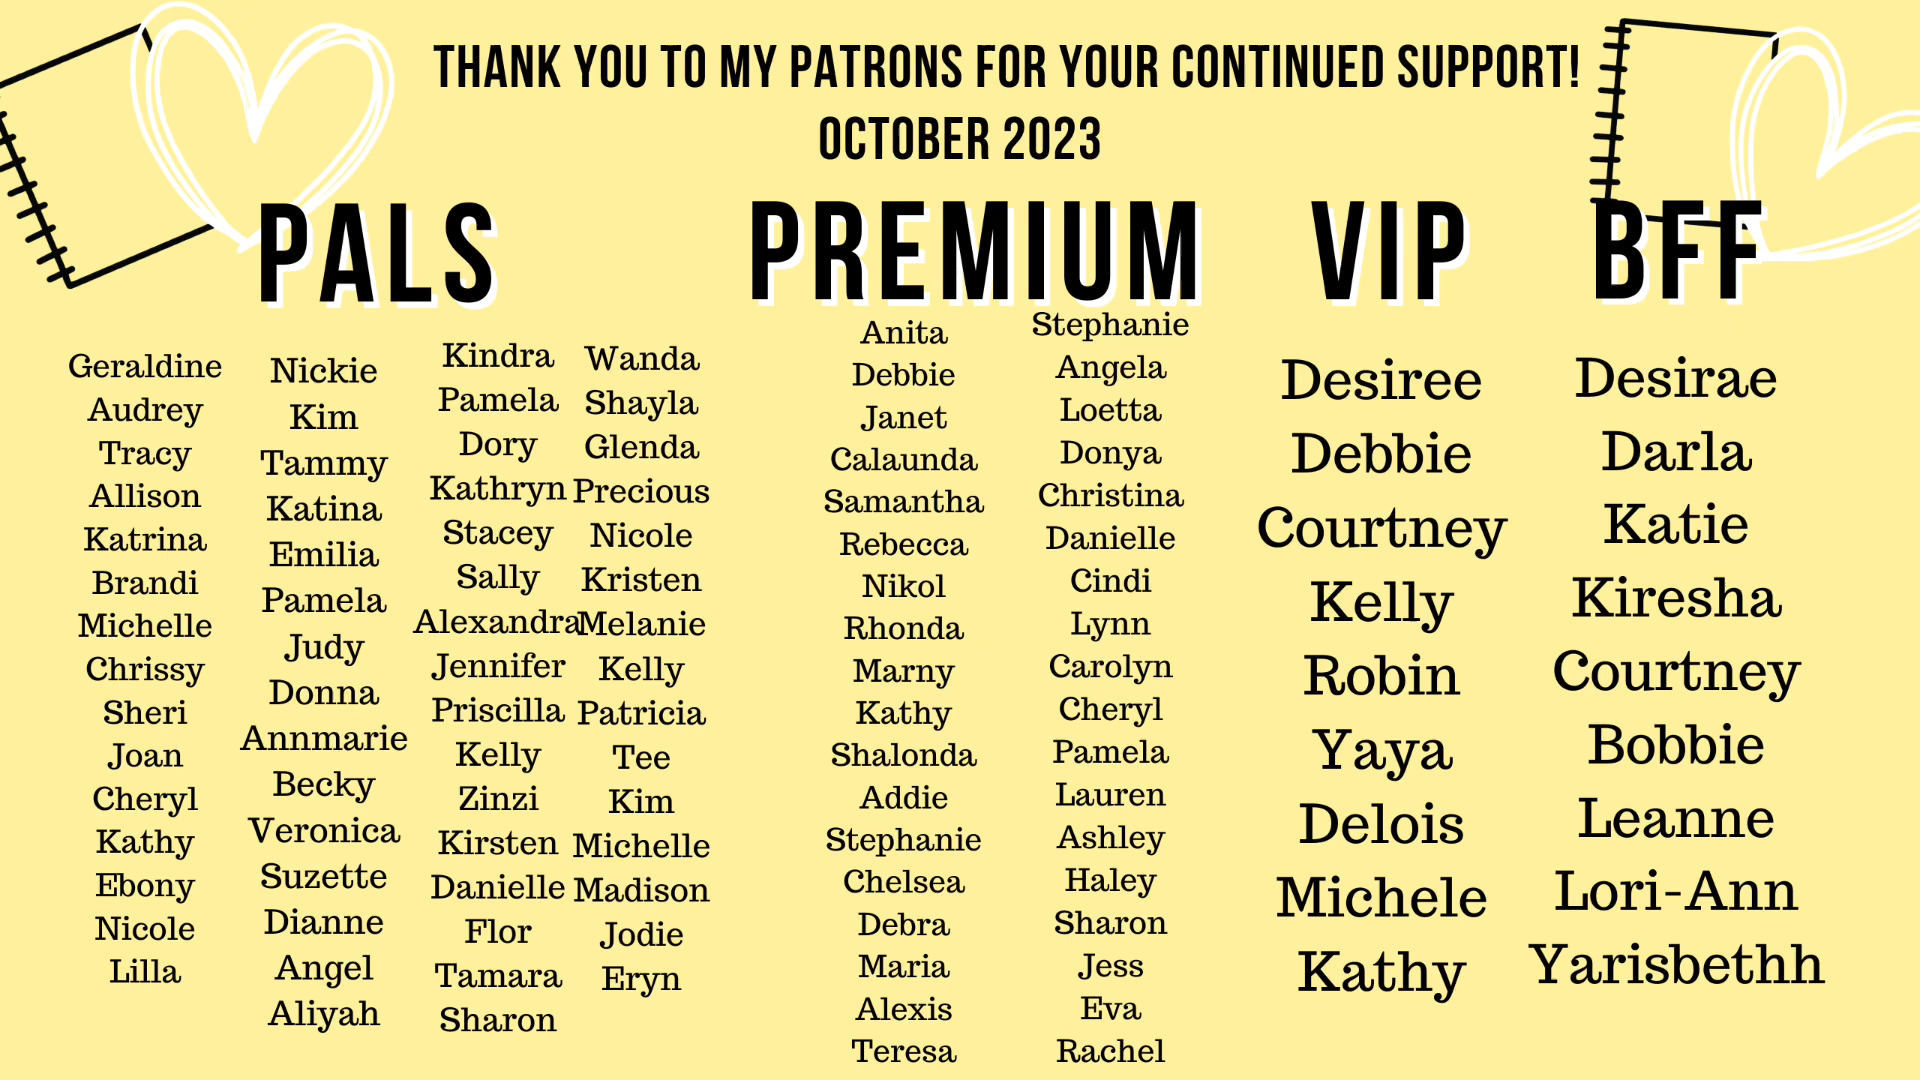 THANK YOU TO MY PATRONS FOR YOUR CONTINUED SUPPORT!
OCTOBER 2023
PALS
Geraldine
Audrey
Tracy
Allison
Katrina
Brandi
Michelle
Chrissy
Sheri
Joan
Cheryl
Kathy
Ebony
Nicole
Lilla
Nickie
Kim
Tammy
Katina
Emilia
Pamela
Judy
Donna
Annmarie
Becky
Veronica
Suzette
Dianne
Angel
Aliyah
Kindra
Pamela
Dory
Kathryn
Stacey
Sally
Alexandra
Jennifer
Priscilla
Kelly
Zinzi
Kirsten
Danielle
Flor
Tamara
Sharon
Wanda
Shayla
Glenda
Precious
Nicole
Kristen
Melanie
Kelly
Patricia
Tee
Kim
Michelle
Madison
Jodie
Eryn
PREMIUM
Anita
Debbie
Janet
Calaunda
Samantha
Rebecca
Nikol
Rhonda
Marny
Kathy
Shalonda
Addie
Stephanie
Chelsea
Debra
Maria
Alexis
Teresa
Stephanie
Angela
Loetta
Donya
Christina
Danielle
Cindi
Lynn
Carolyn
Cheryl
Pamela
Lauren
Ashley
Haley
Sharon
Jess
Eva
Rachel
VIP
Desiree
Debbie
Courtney
Kelly
Robin
Yaya
Delois
Michele
Kathy
BFF
Desirae
Darla
Katie
Kiresha
Courtney
Bobbie
Leanne
Lori-Ann
Yarisbethh